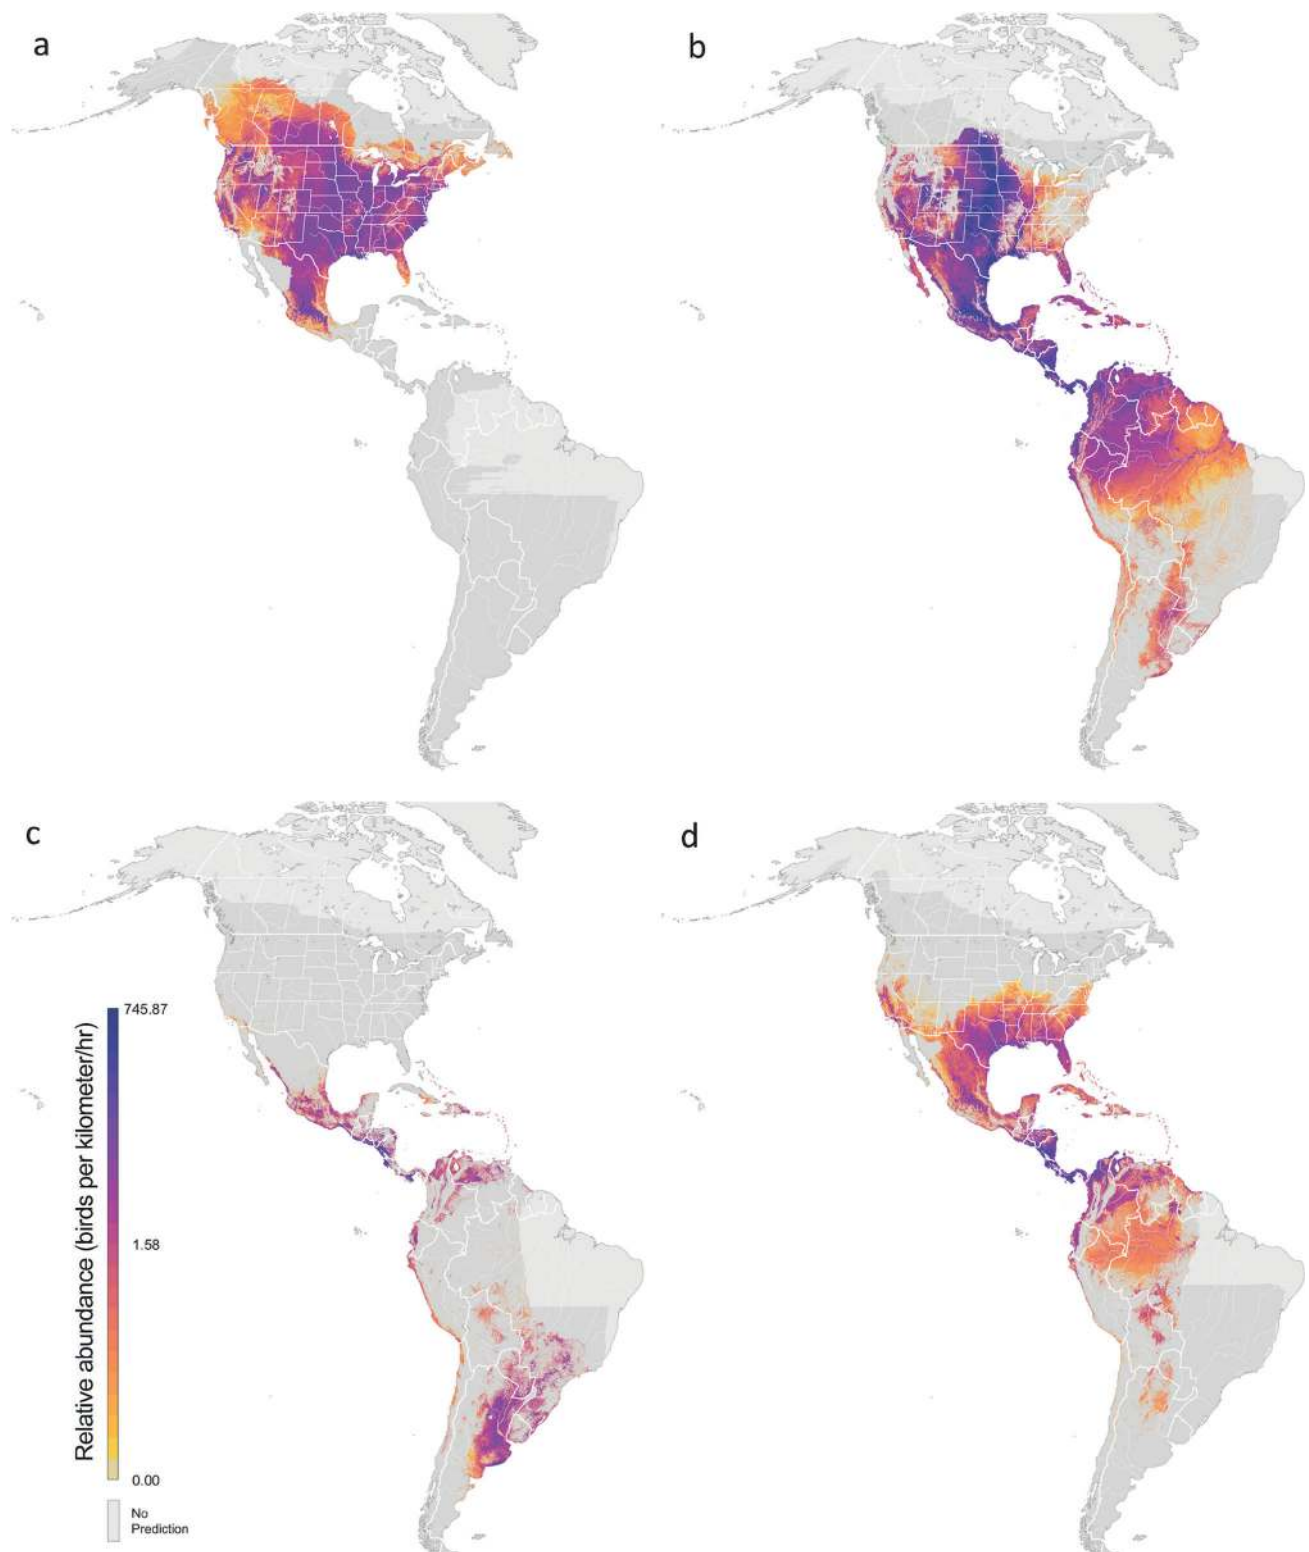 a
b
c
d
Relative abundance (birds per kilometer/hr)
745.87
1.58
0.00
No
Prediction